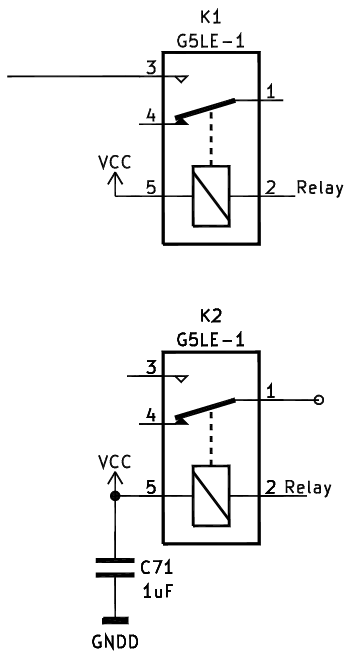 K1
G5LE-1
3
1
4
VCC
5
2 Relay
K2
G5LE-1
3
1
4
VCC
5
2 Relay
C71
1uF
GNDD